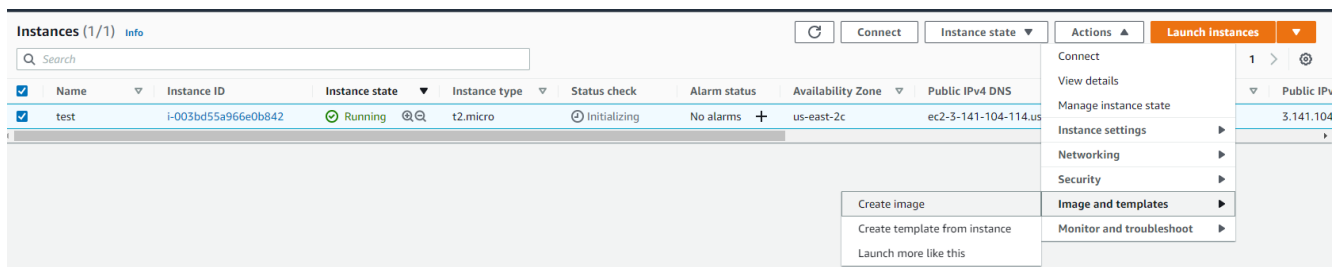 Instances (1/1) Info
Connect Instance state Actions Launch instances
Search
1
Name Instance ID Instance state Instance type Status check Alarm status Availability Zone Public IPv4 DNS Public IPv
test i-003bd55a966e0b842 Running t2.micro Initializing No alarms + us-east-2c ec2-3-141-104-114.us 3.141.104
Connect
View details
Manage instance state
Instance settings
Networking
Security
Image and templates
Monitor and troubleshoot
Create image
Create template from instance
Launch more like this